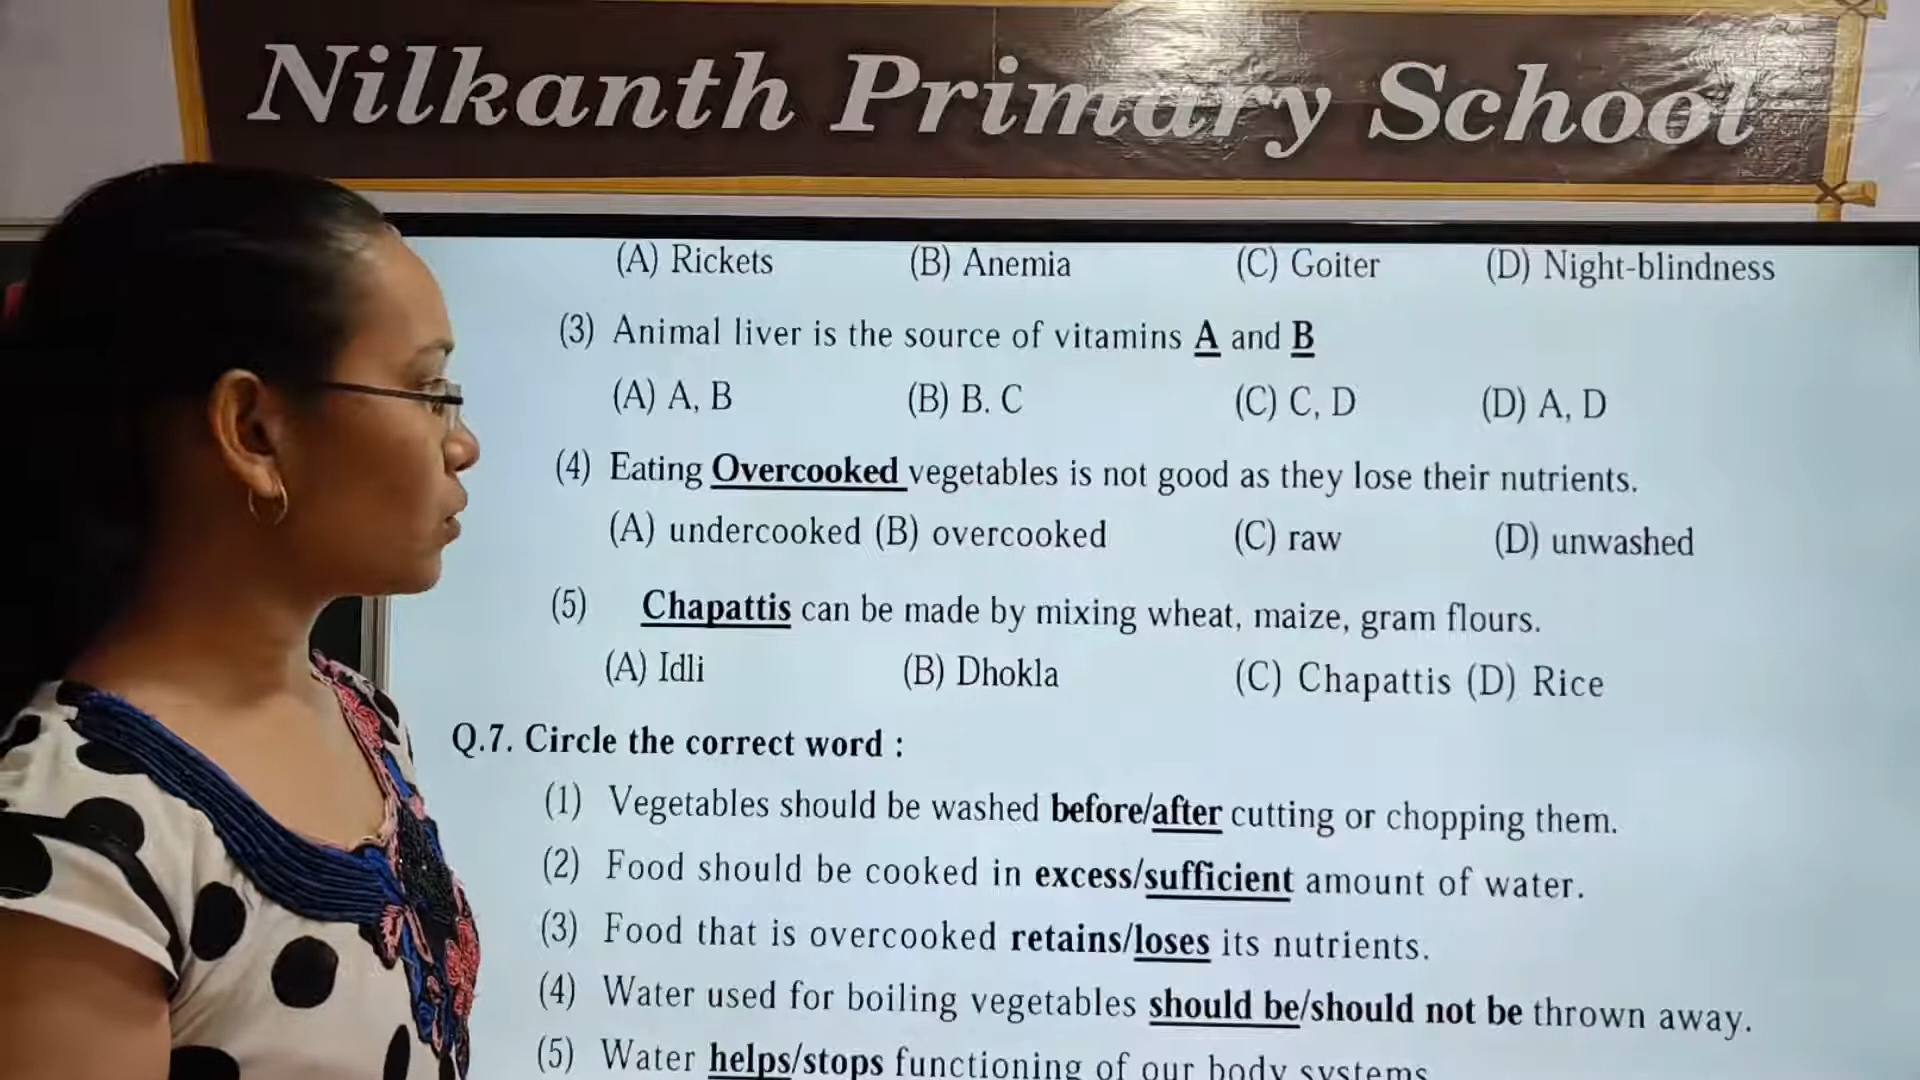 Nilkanth Primary School
(A) Rickets (B) Anemia (C) Goiter (D) Night-blindness
(3) Animal liver is the source of vitamins A and B
(A) A, B (B) B. C (C) C, D (D) A, D
(4) Eating Overcooked vegetables is not good as they lose their nutrients.
(A) undercooked (B) overcooked (C) raw (D) unwashed
(5) Chapattis can be made by mixing wheat, maize, gram flours.
(A) Idli (B) Dhokla (C) Chapattis (D) Rice
Q.7. Circle the correct word :
(1) Vegetables should be washed before/after cutting or chopping them.
(2) Food should be cooked in excess/sufficient amount of water.
(3) Food that is overcooked retains/loses its nutrients.
(4) Water used for boiling vegetables should be/should not be thrown away.
(5) Water helps/stops functioning of our body systems